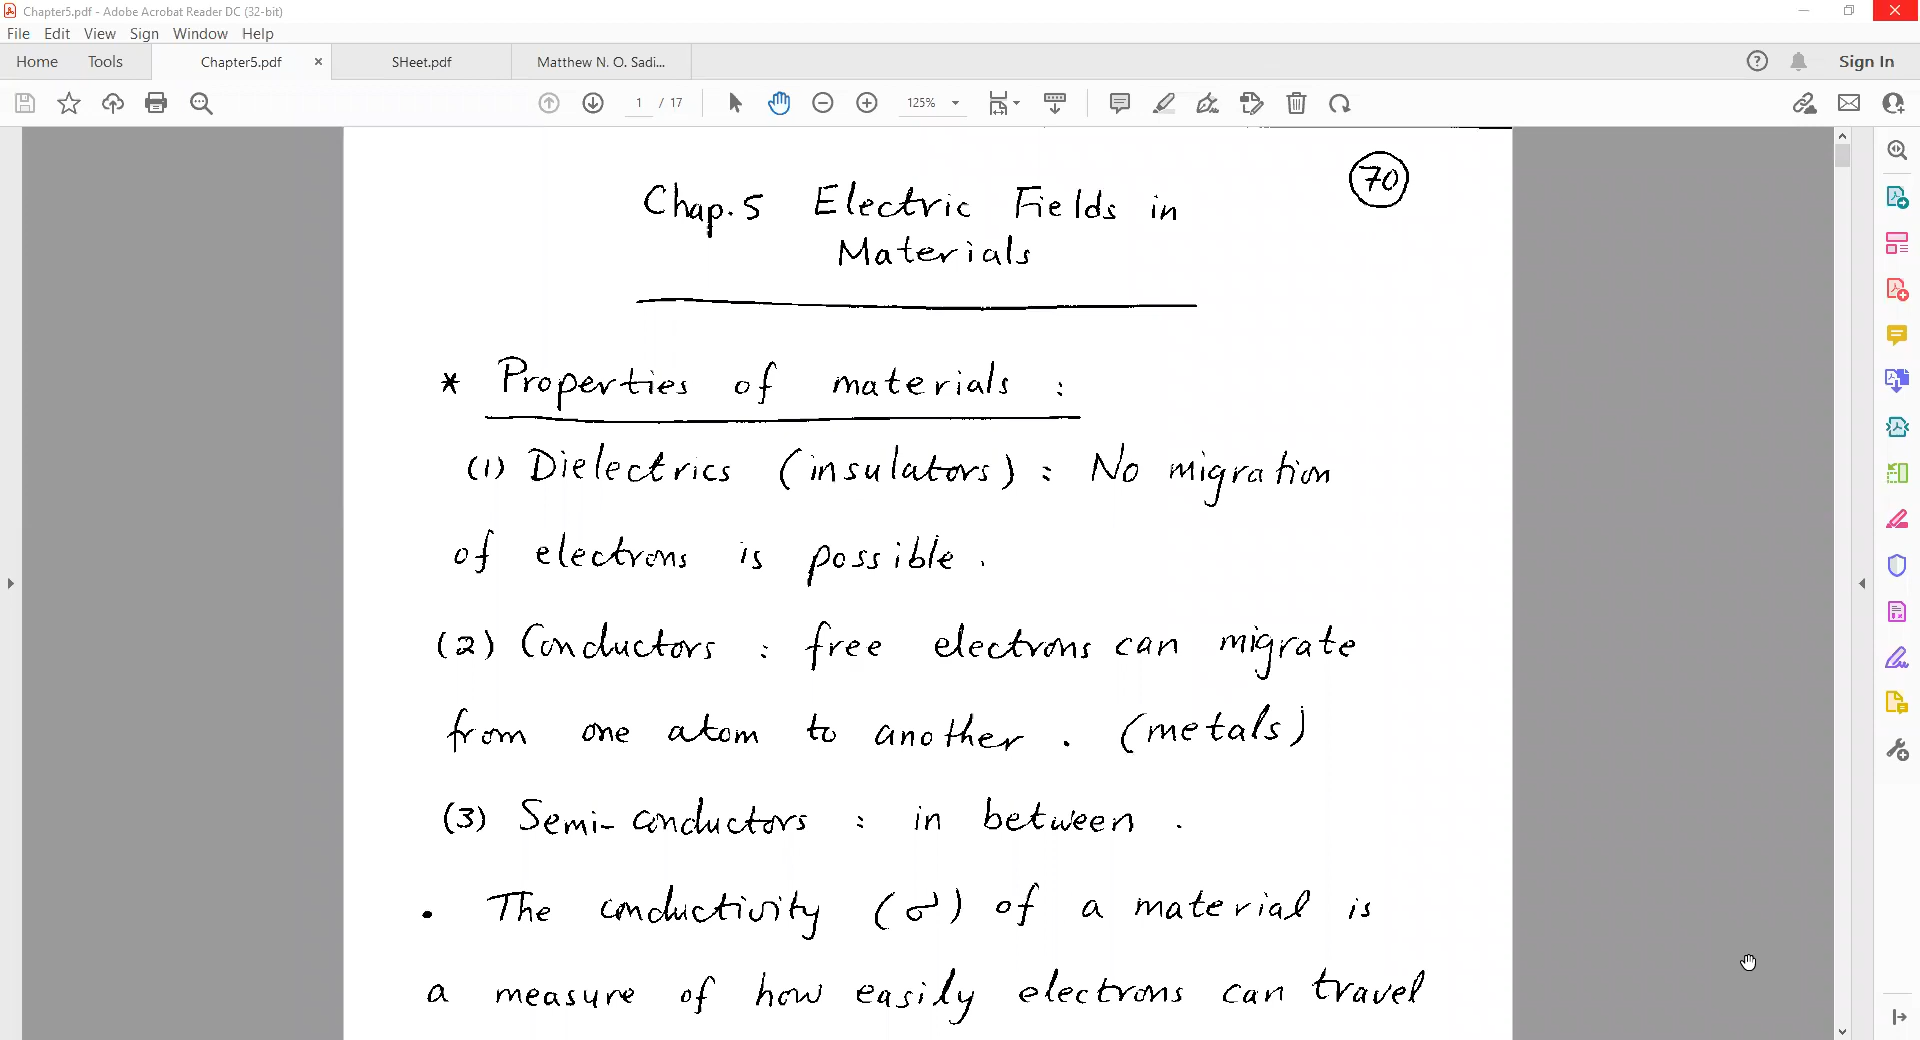 Chapter5.pdf - Adobe Acrobat Reader DC (32-bit)
File Edit View Sign Window Help
Home Tools Chapter5.pdf SHeet.pdf Matthew N. O. Sadi... Sign In
1 / 17 125%
70
Chap.5 Electric Fields in
Materials
* Properties of materials :
(1) Dielectrics (insulators) : No migration
of electrons is possible .
(2) Conductors : free electrons can migrate
from one atom to another . (metals)
(3) Semi-conductors : in between .
• The conductivity (σ) of a material is
a measure of how easily electrons can travel